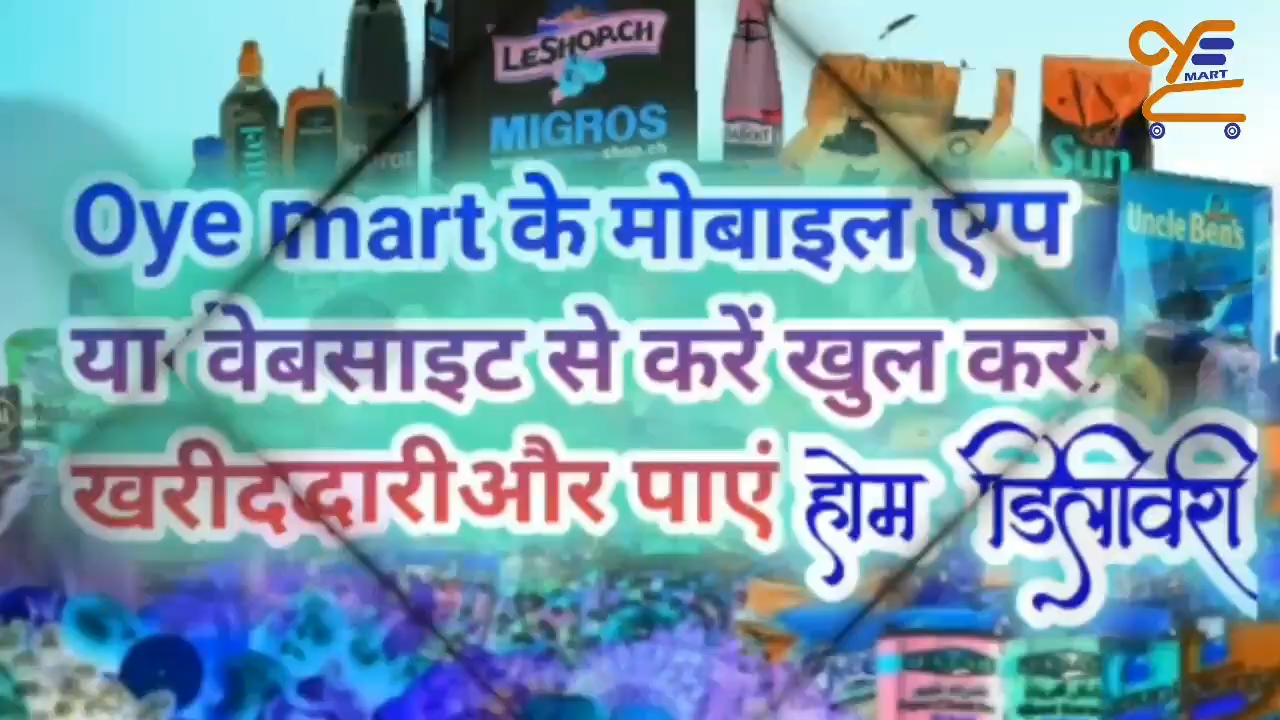 LESHOP.CH
MIGROS
OYE
MART
Sun
Uncle Ben's
Oye mart के मोबाइल एप
या वेबसाइट से करें खुल कर
खरीददारी और पाएं होम डिलीवरी